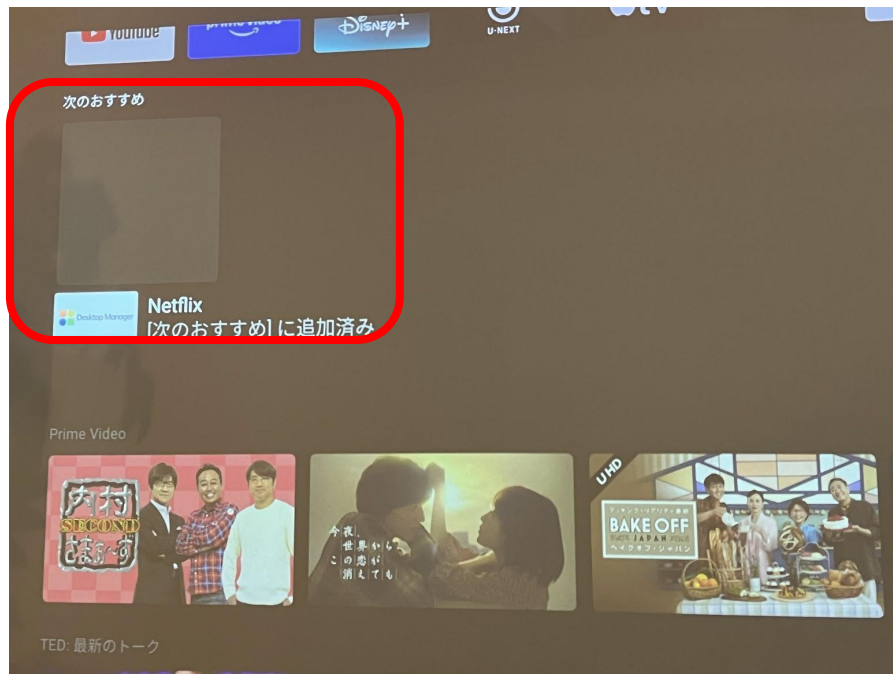 YouTube
prime video
Disney+
U-NEXT
tv
次のおすすめ
Desktop Manager
Netflix
[次のおすすめ] に追加済み
Prime Video
内村
SECOND
さまぁ~ず
今夜、
世界から
この恋が
消えても
UHD
BAKE OFF
JAPAN
ベイクオフ・ジャパン
TED: 最新のトーク